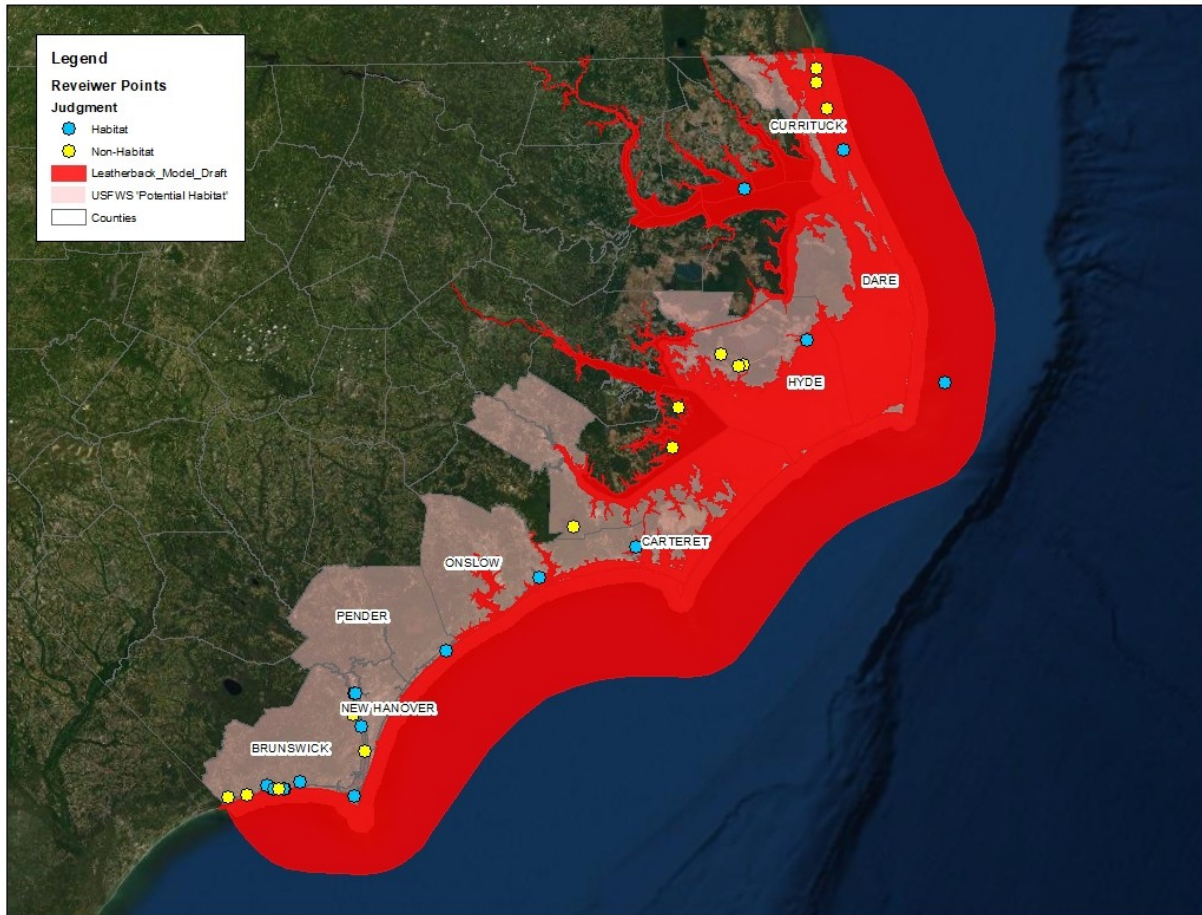 Legend
Reveiwer Points
Judgment
Habitat
Non-Habitat
Leatherback_Model_Draft
USFWS 'Potential Habitat'
Counties
CURRITUCK
DARE
HYDE
CARTERET
ONSLOW
PENDER
NEW HANOVER
BRUNSWICK